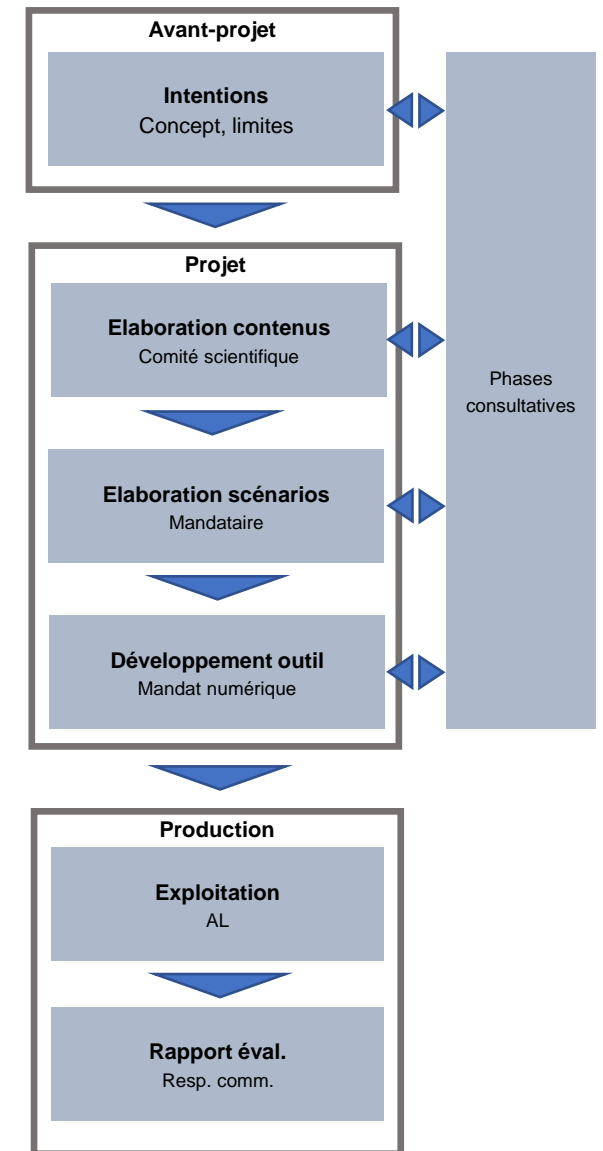 Avant-projet
Intentions
Concept, limites
Projet
Elaboration contenus
Comité scientifique
Phases
consultatives
Elaboration scénarios
Mandataire
Développement outil
Mandat numérique
Production
Exploitation
AL
Rapport éval.
Resp. comm.